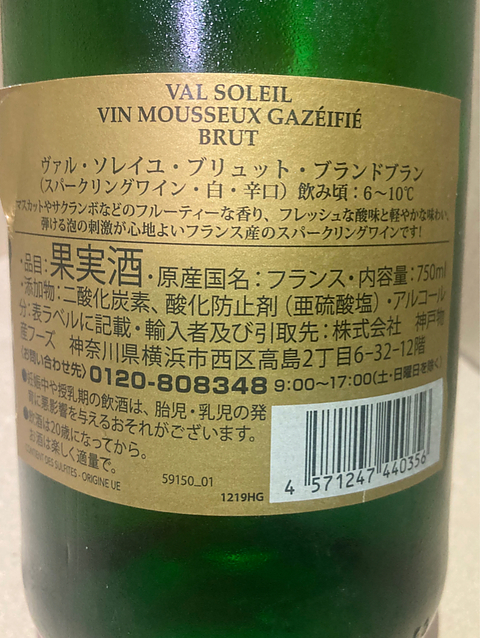 VAL SOLEIL
VIN MOUSSEUX GAZÉIFIÉ
BRUT
ヴァル・ソレイユ・ブリュット・ブランドブラン
(スパークリングワイン・白・辛口) 飲み頃:6~10℃
マスカットやサクランボなどのフルーティーな香り、フレッシュな酸味と軽やかな味わい、
弾ける泡の刺激が心地よいフランス産のスパークリングワインです!
・品目:果実酒・原産国名:フランス・内容量:750ml
・添加物:二酸化炭素、酸化防止剤(亜硫酸塩)・アルコール
分:表ラベルに記載・輸入者及び引取先:株式会社 神戸物
産フーズ 神奈川県横浜市西区高島2丁目6-32-12階
(お問い合わせ先) 0120-808348 9:00~17:00(土・日曜日を除く)
●妊娠中や授乳期の飲酒は、胎児・乳児の発
育に悪影響を与えるおそれがございます。
●飲酒は20歳になってから。
お酒は楽しく適量で。
CONTIENT DES SULFITES - ORIGINE UE
59150_01
1219HG
4 571247 440356